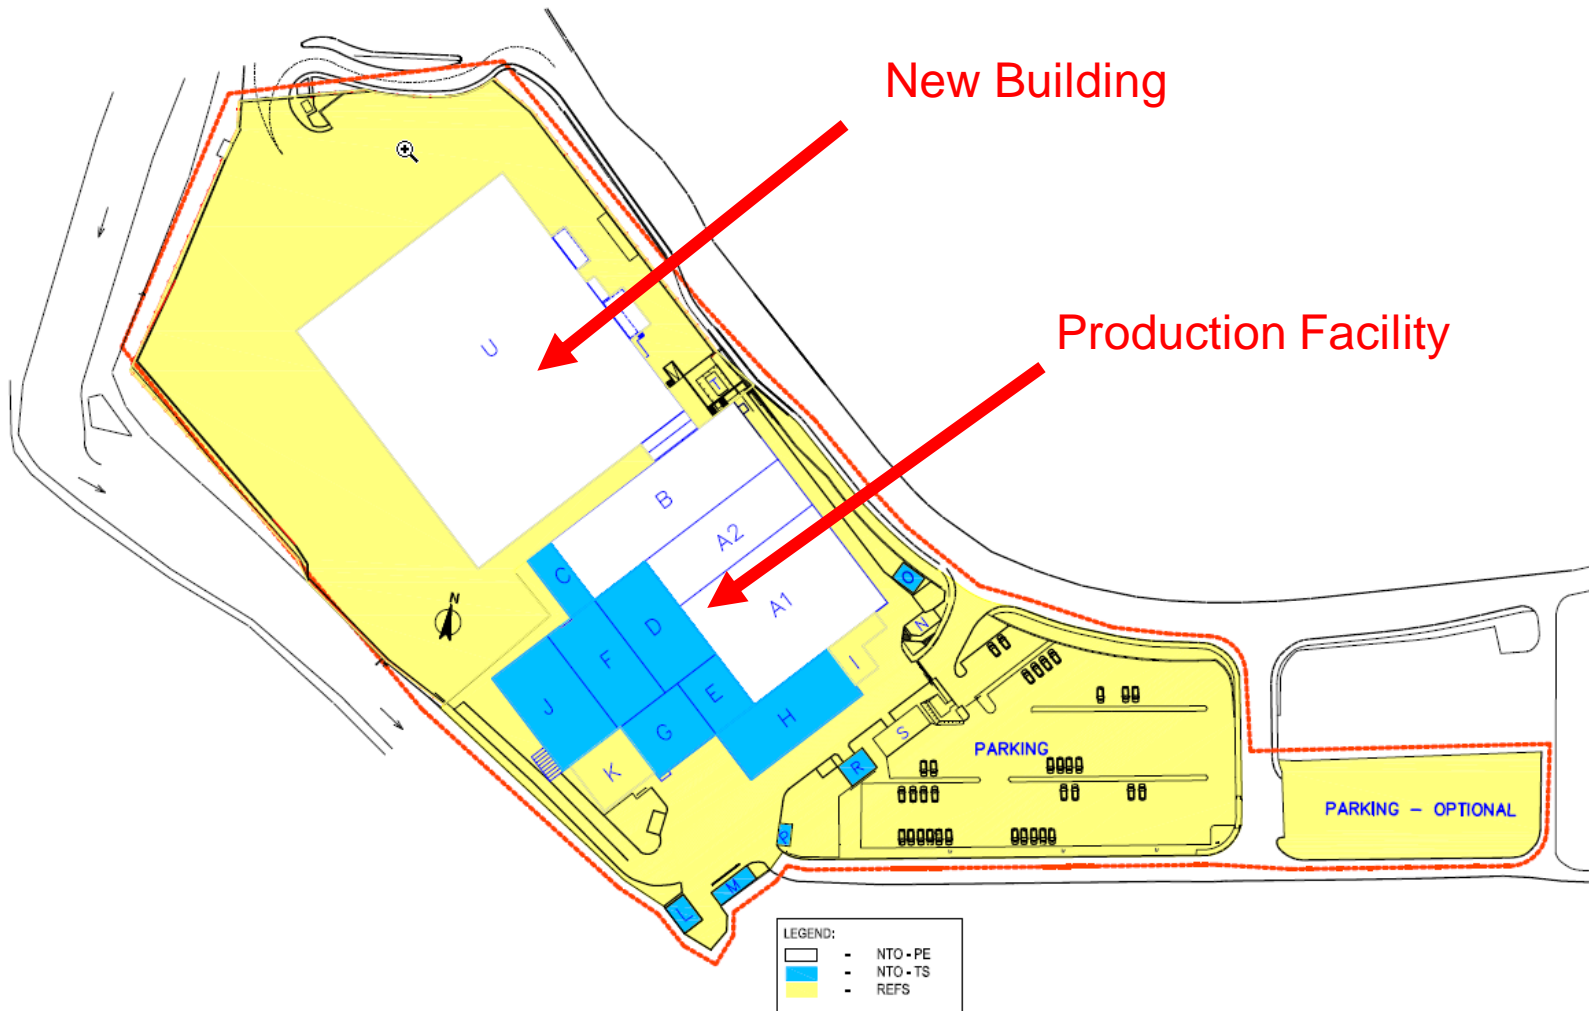 New Building
Production Facility
U
T
B
A2
A1
C
D
O
N
I
F
E
J
G
H
K
S
R
P
M
L
N
PARKING
PARKING - OPTIONAL
LEGEND:
- NTO - PE
- NTO - TS
- REFS